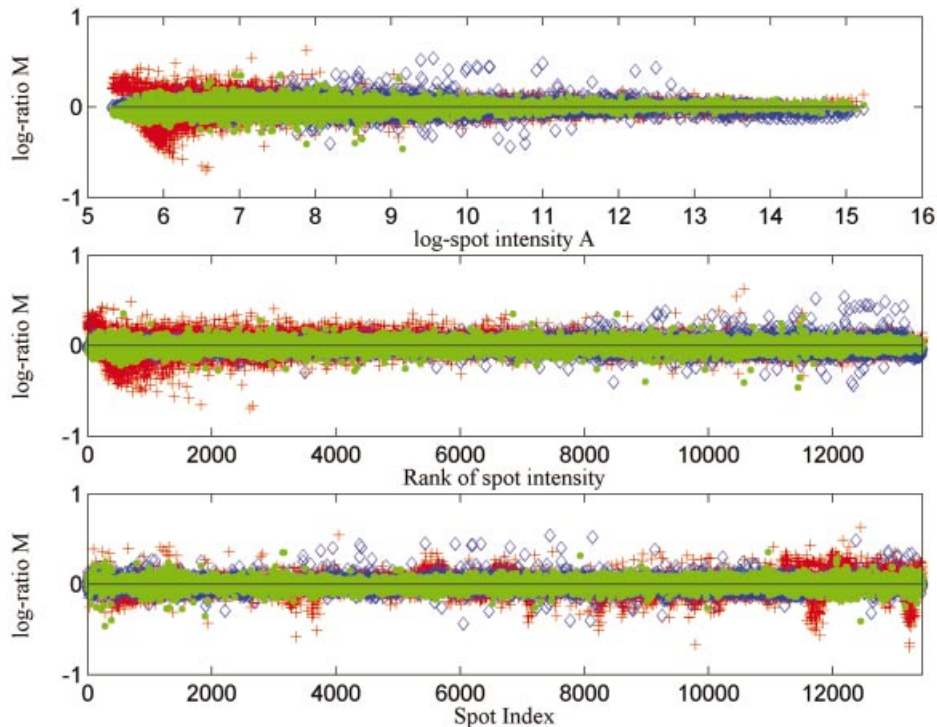 1
log-ratio M
0
-1
5 6 7 8 9 10 11 12 13 14 15 16
log-spot intensity A
1
log-ratio M
0
-1
0 2000 4000 6000 8000 10000 12000
Rank of spot intensity
1
log-ratio M
0
-1
0 2000 4000 6000 8000 10000 12000
Spot Index